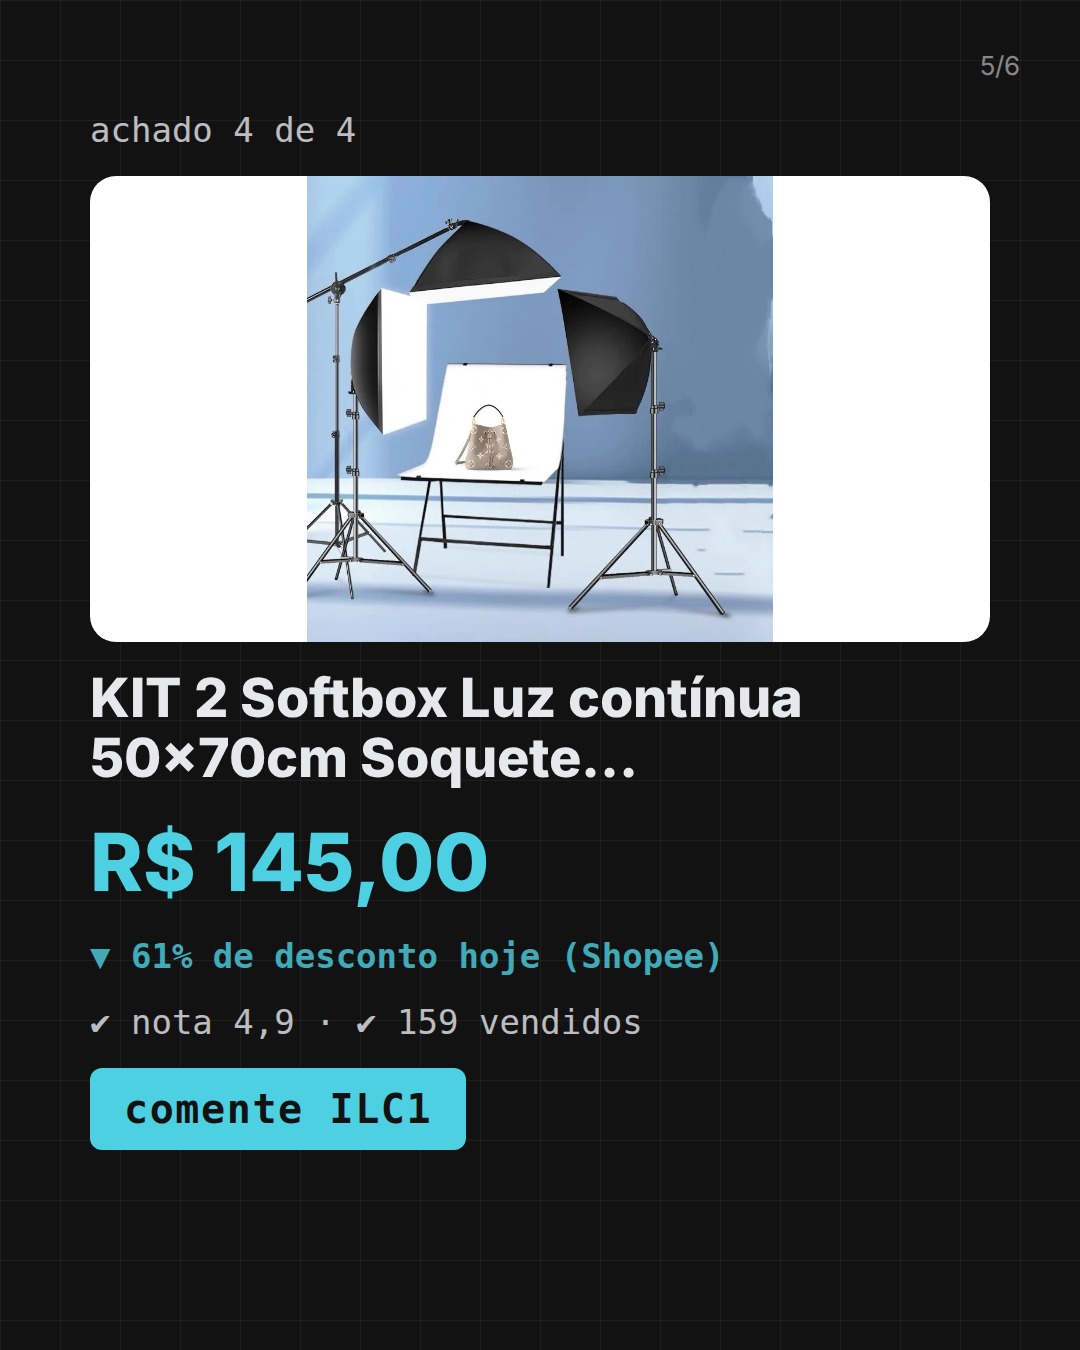 5/6
achado 4 de 4
KIT 2 Softbox Luz contínua
50×70cm Soquete...
R$ 145,00
▼ 61% de desconto hoje (Shopee)
✔ nota 4,9 · ✔ 159 vendidos
comente ILC1